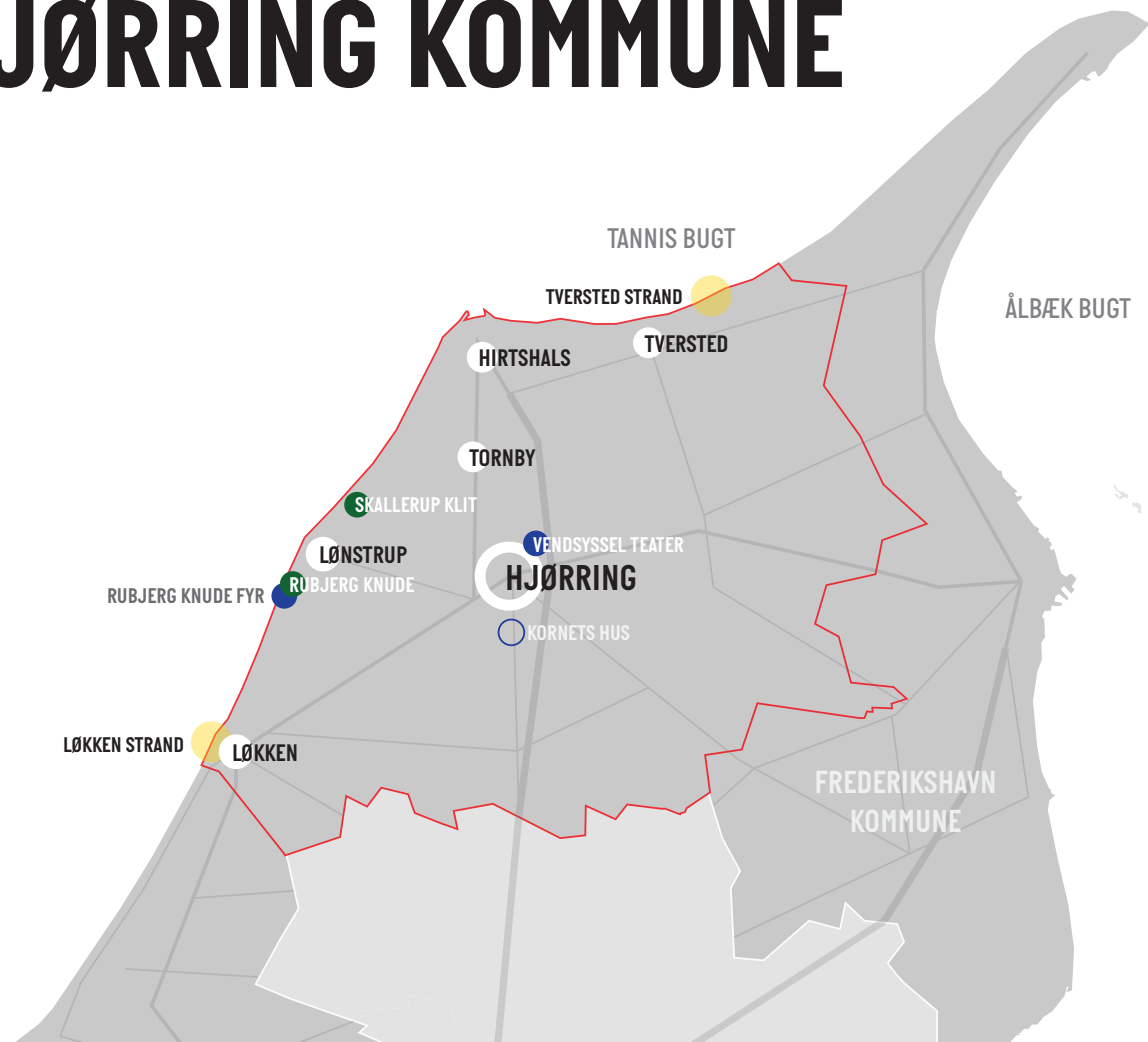 JØRRING KOMMUNE
TANNIS BUGT
TVERSTED STRAND
ÅLBÆK BUGT
TVERSTED
HIRTSHALS
TORNBY
SKALLERUP KLIT
VENDSYSSEL TEATER
LØNSTRUP
HJØRRING
RUBJERG KNUDE
RUBJERG KNUDE FYR
KORNETS HUS
LØKKEN STRAND
LØKKEN
FREDERIKSHAVN
KOMMUNE